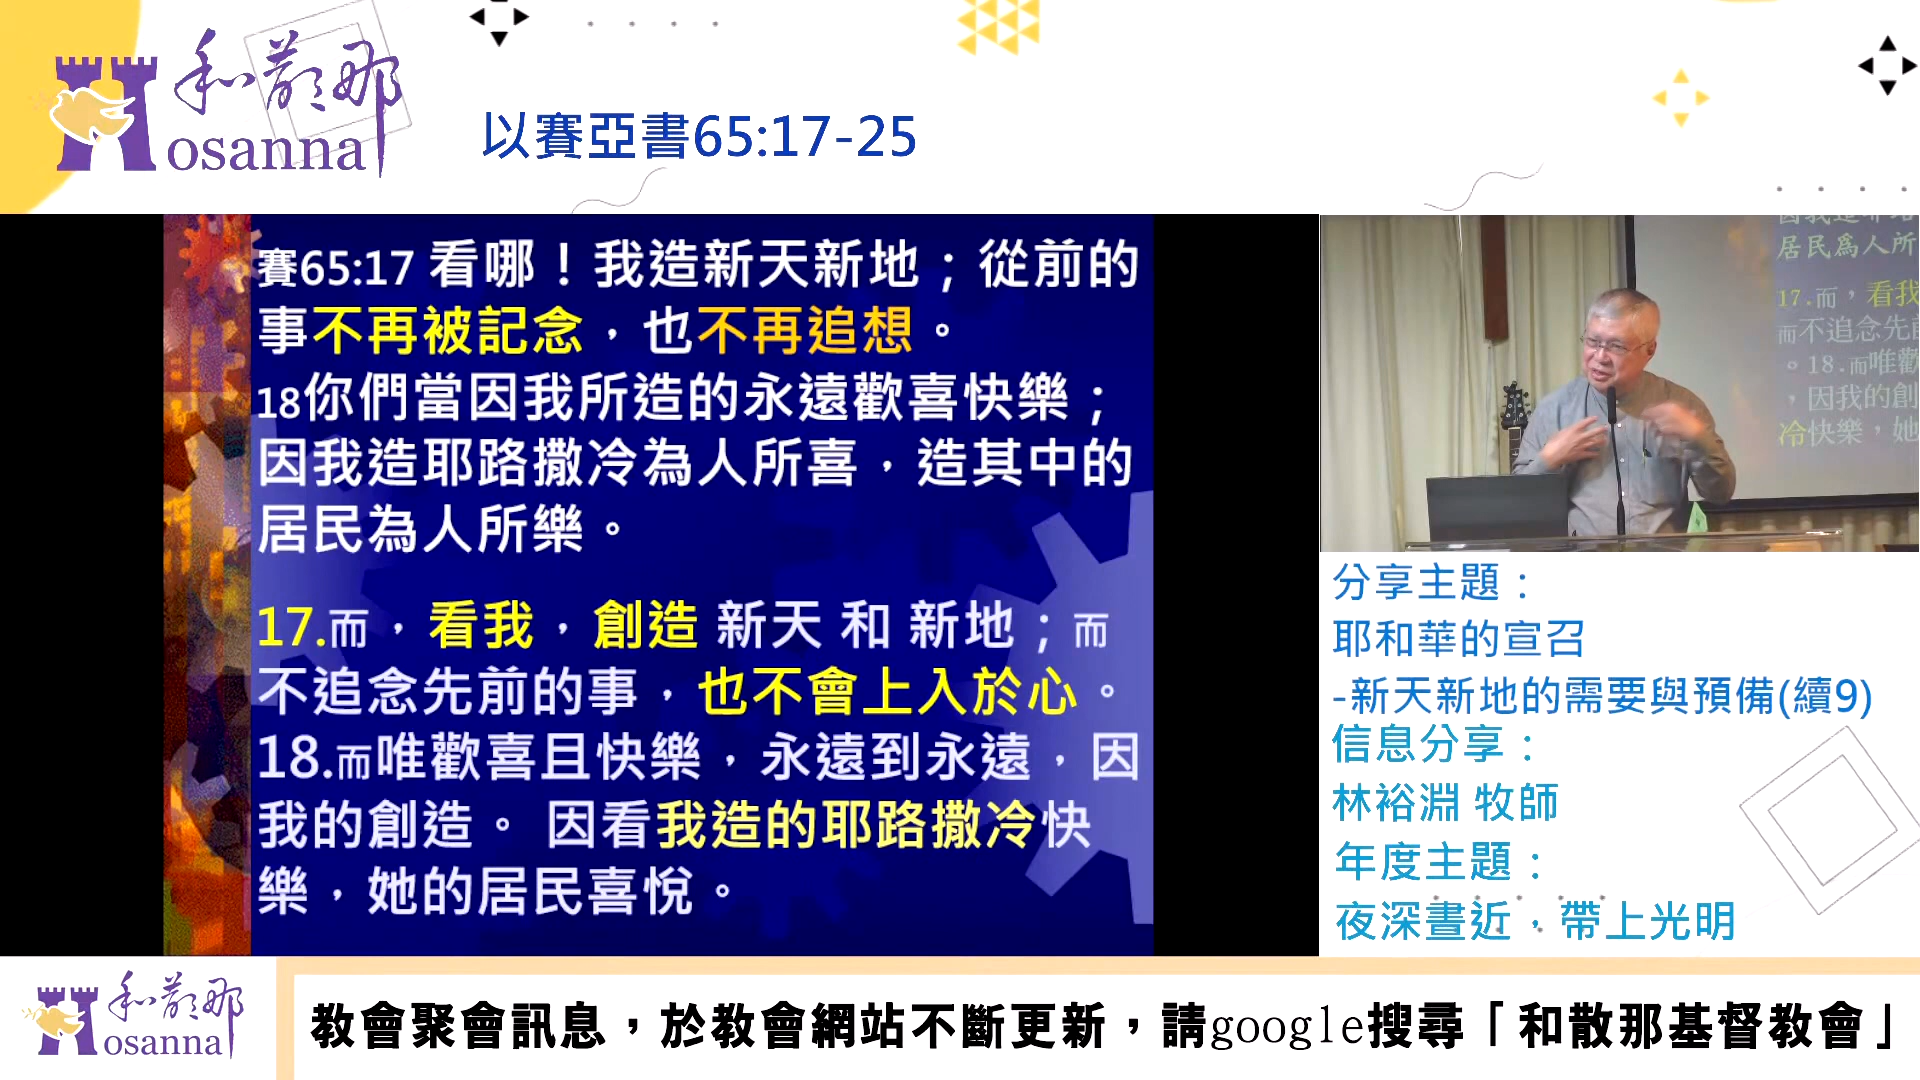 和散那
Hosanna
以賽亞書65:17-25
賽65:17 看哪！我造新天新地；從前的
事不再被記念，也不再追想。
18你們當因我所造的永遠歡喜快樂；
因我造耶路撒冷為人所喜，造其中的
居民為人所樂。
17.而，看我，創造 新天 和 新地；而
不追念先前的事，也不會上入於心。
18.而唯歡喜且快樂，永遠到永遠，因
我的創造。 因看我造的耶路撒冷快
樂，她的居民喜悅。
居民為人所
17.而，看我
而不追念先前
。18.而唯歡
，因我的創
冷快樂，她
分享主題：
耶和華的宣召
-新天新地的需要與預備(續9)
信息分享：
林裕淵 牧師
年度主題：
夜深晝近，帶上光明
和散那
Hosanna
教會聚會訊息，於教會網站不斷更新，請google搜尋「和散那基督教會」